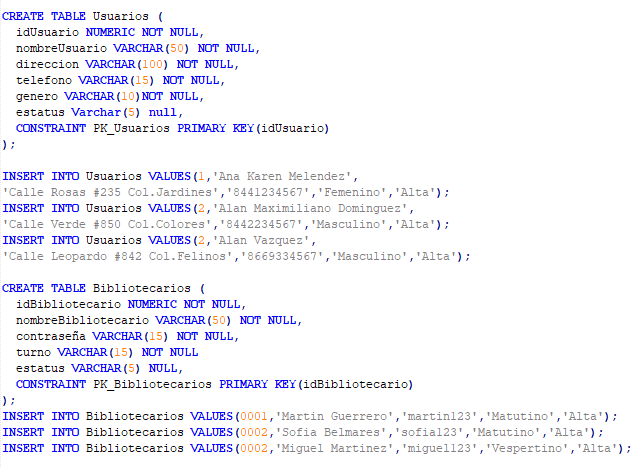 CREATE TABLE Usuarios (
idUsuario NUMERIC NOT NULL,
nombreUsuario VARCHAR(50) NOT NULL,
direccion VARCHAR(100) NOT NULL,
telefono VARCHAR(15) NOT NULL,
genero VARCHAR(10)NOT NULL,
estatus Varchar(5) null,
CONSTRAINT PK_Usuarios PRIMARY KEY(idUsuario)
);
INSERT INTO Usuarios VALUES(1,'Ana Karen Melendez',
'Calle Rosas #235 Col.Jardines','8441234567','Femenino','Alta');
INSERT INTO Usuarios VALUES(2,'Alan Maximiliano Dominguez',
'Calle Verde #850 Col.Colores','8442234567','Masculino','Alta');
INSERT INTO Usuarios VALUES(2,'Alan Vazquez',
'Calle Leopardo #842 Col.Felinos','8669334567','Masculino','Alta');
CREATE TABLE Bibliotecarios (
idBibliotecario NUMERIC NOT NULL,
nombreBibliotecario VARCHAR(50) NOT NULL,
contraseña VARCHAR(15) NOT NULL,
turno VARCHAR(15) NOT NULL
estatus VARCHAR(5) NULL,
CONSTRAINT PK_Bibliotecarios PRIMARY KEY(idBibliotecario)
);
INSERT INTO Bibliotecarios VALUES(0001,'Martin Guerrero','martin123','Matutino','Alta');
INSERT INTO Bibliotecarios VALUES(0002,'Sofia Belmares','sofia123','Matutino','Alta');
INSERT INTO Bibliotecarios VALUES(0002,'Miguel Martinez','miguel123','Vespertino','Alta');